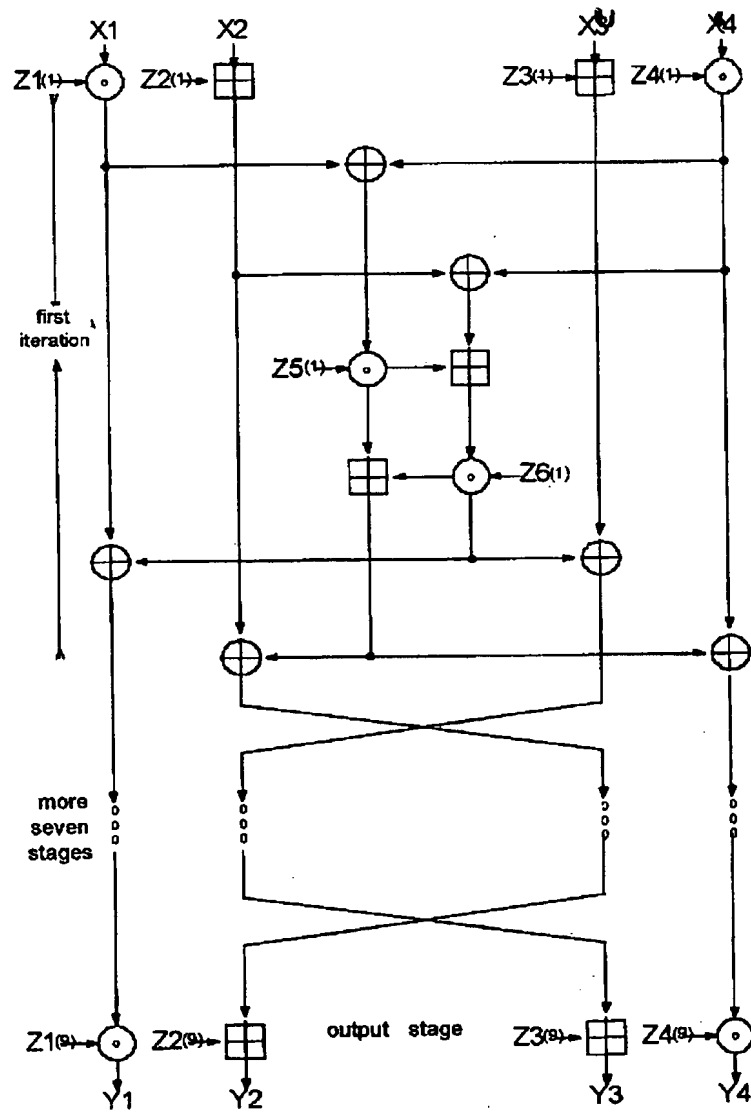 X1 X2 X3 X4
Z1(1) Z2(1) Z3(1) Z4(1)
first
iteration
Z5(1)
Z6(1)
more
seven
stages
output stage
Z1(9) Z2(9) Z3(9) Z4(9)
Y1 Y2 Y3 Y4